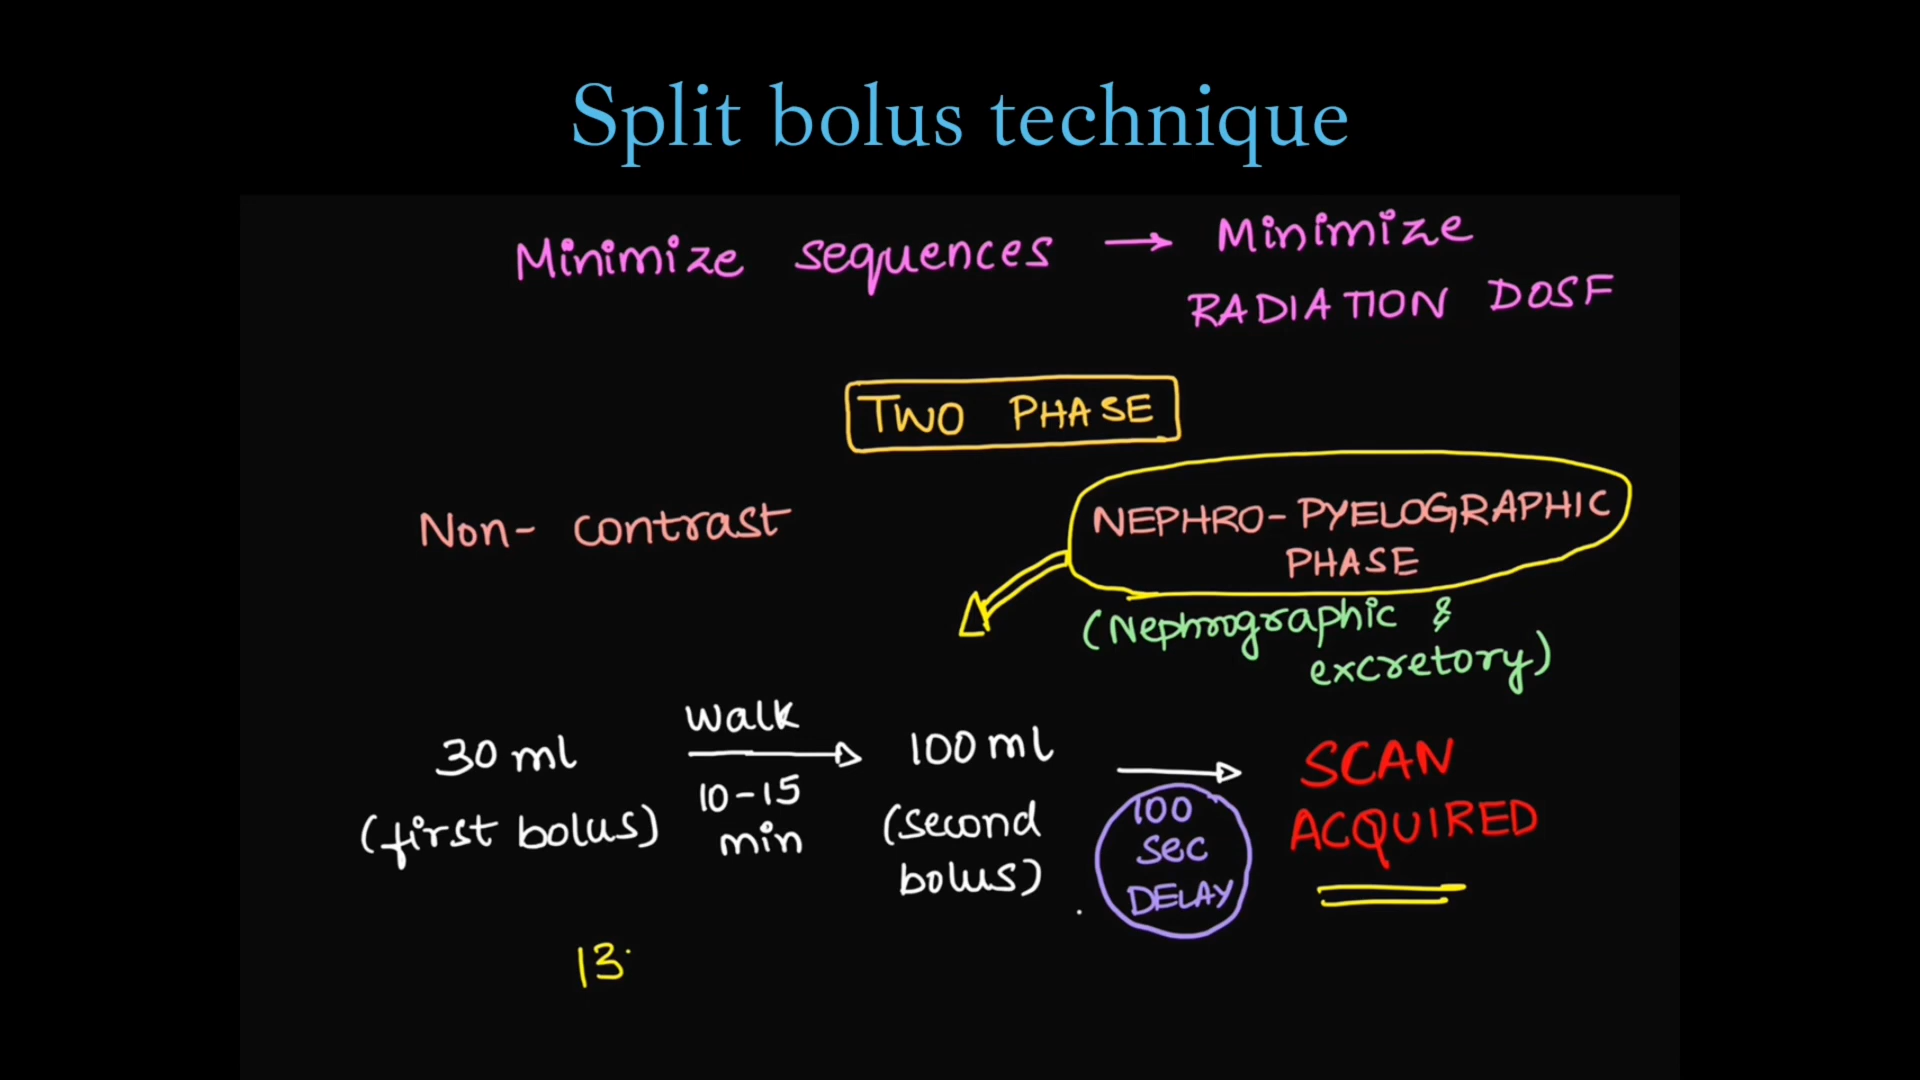 Split bolus technique
Minimize sequences → Minimize
RADIATION DOSF
TWO PHASE
Non- contrast
NEPHRO-PYELOGRAPHIC
PHASE
(Nephrographic &
excretory)
30 ml
(first bolus)
Walk
10-15
min
100 ml
(second
bolus)
100
sec
DELAY
SCAN
ACQUIRED
13